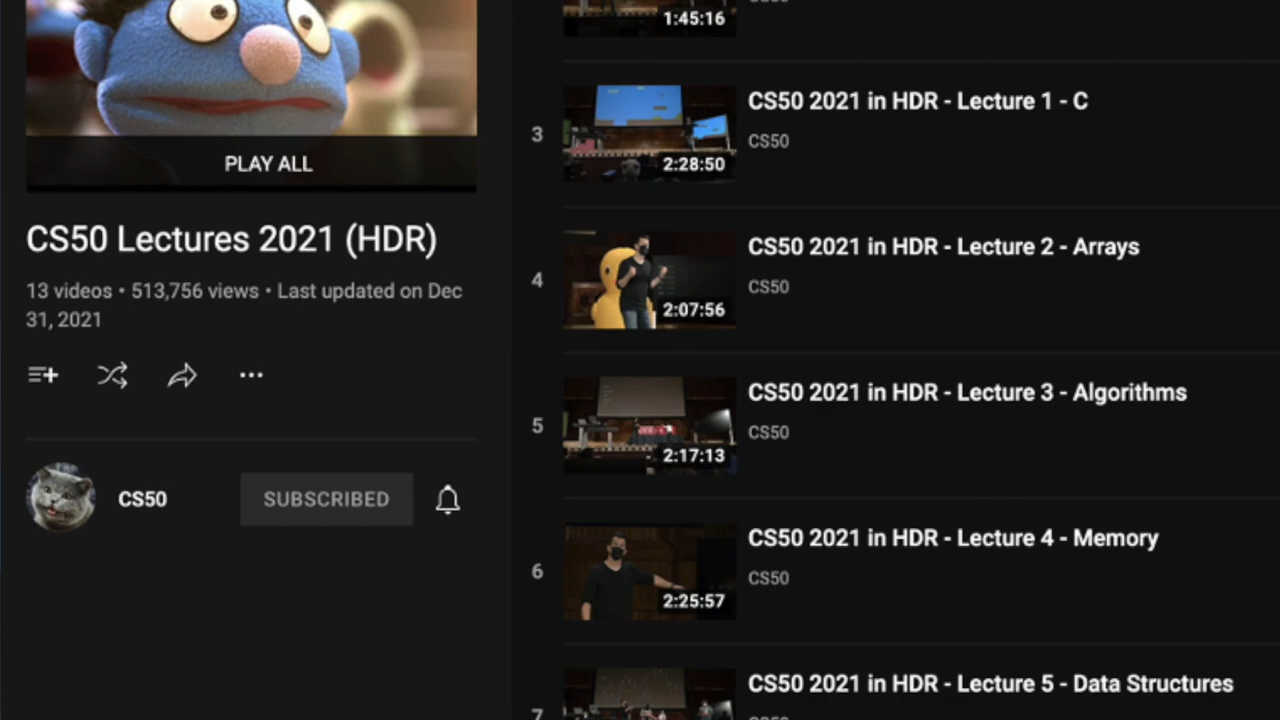 PLAY ALL
CS50 Lectures 2021 (HDR)
13 videos • 513,756 views • Last updated on Dec
31, 2021
CS50
SUBSCRIBED
1:45:16
3
2:28:50
CS50 2021 in HDR - Lecture 1 - C
CS50
4
2:07:56
CS50 2021 in HDR - Lecture 2 - Arrays
CS50
5
2:17:13
CS50 2021 in HDR - Lecture 3 - Algorithms
CS50
6
2:25:57
CS50 2021 in HDR - Lecture 4 - Memory
CS50
7
CS50 2021 in HDR - Lecture 5 - Data Structures